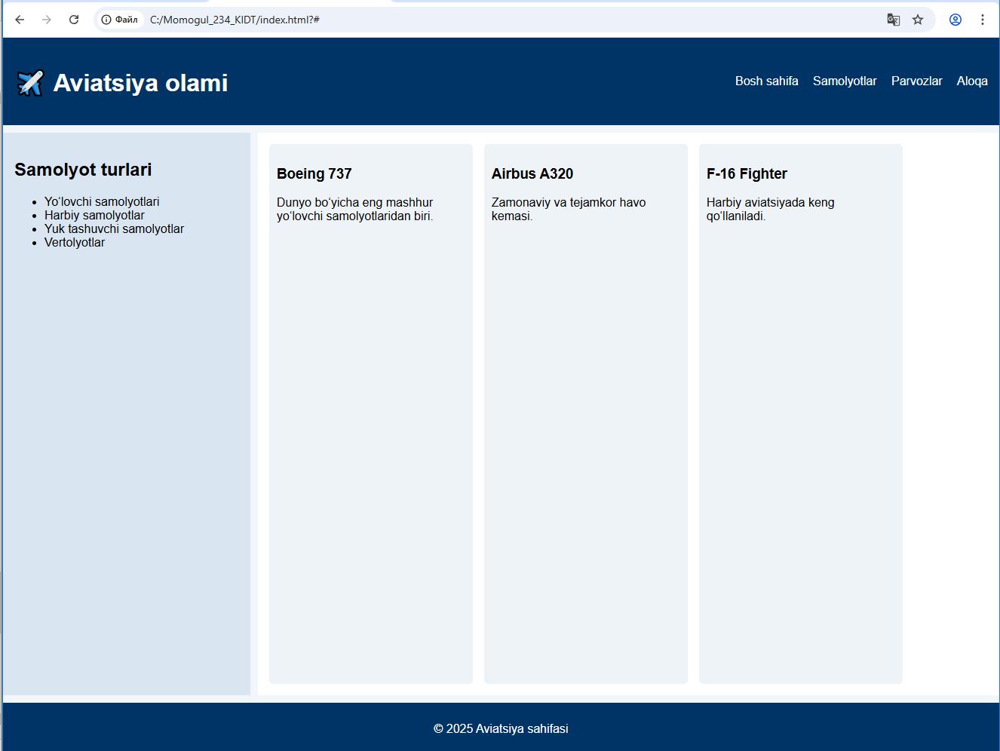 Файл C:/Momogul_234_KIDT/index.html?#
Aviatsiya olami
Bosh sahifa Samolyotlar Parvozlar Aloqa
Samolyot turlari
Yo‘lovchi samolyotlari
Harbiy samolyotlar
Yuk tashuvchi samolyotlar
Vertolyotlar
Boeing 737
Dunyo bo‘yicha eng mashhur
yo‘lovchi samolyotlaridan biri.
Airbus A320
Zamonaviy va tejamkor havo
kemasi.
F-16 Fighter
Harbiy aviatsiyada keng
qo‘llaniladi.
© 2025 Aviatsiya sahifasi